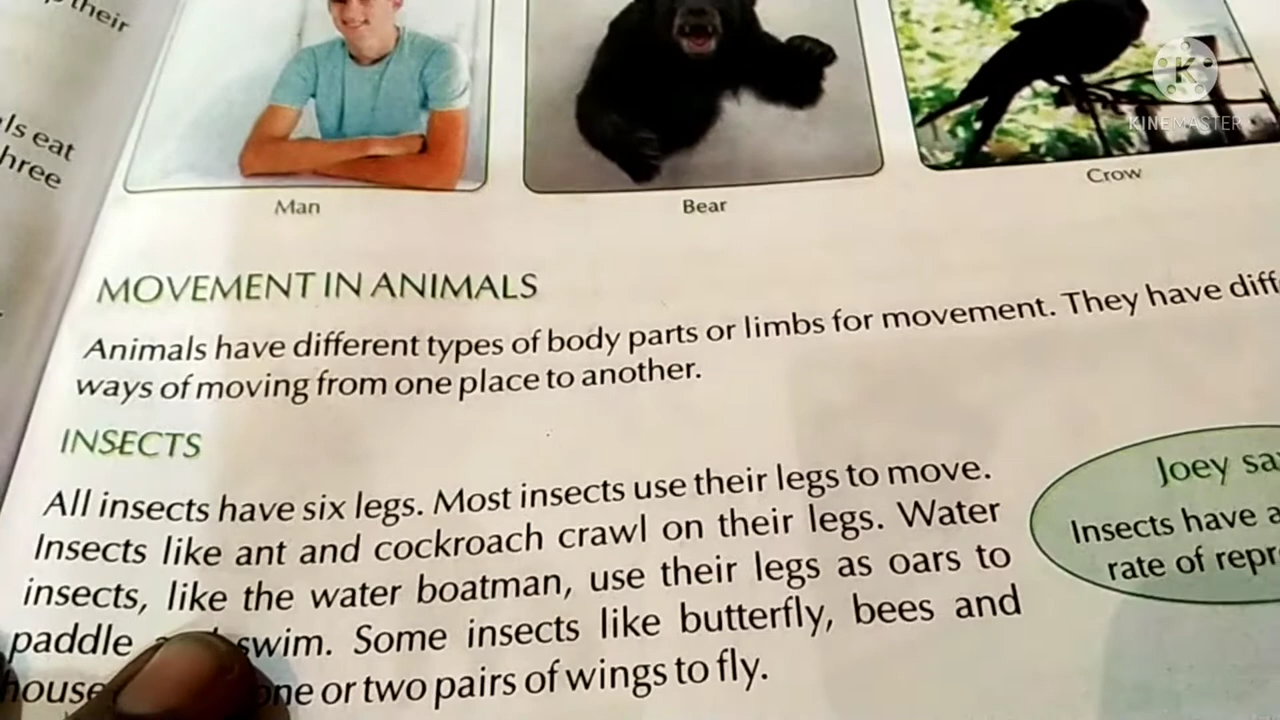 their
ls eat
hree
KINEMASTER
Man
Bear
Crow
MOVEMENT IN ANIMALS
Animals have different types of body parts or limbs for movement. They have diff
ways of moving from one place to another.
INSECTS
All insects have six legs. Most insects use their legs to move.
Insects like ant and cockroach crawl on their legs. Water
insects, like the water boatman, use their legs as oars to
paddle swim. Some insects like butterfly, bees and
house one or two pairs of wings to fly.
Joey sa
Insects have a
rate of repr